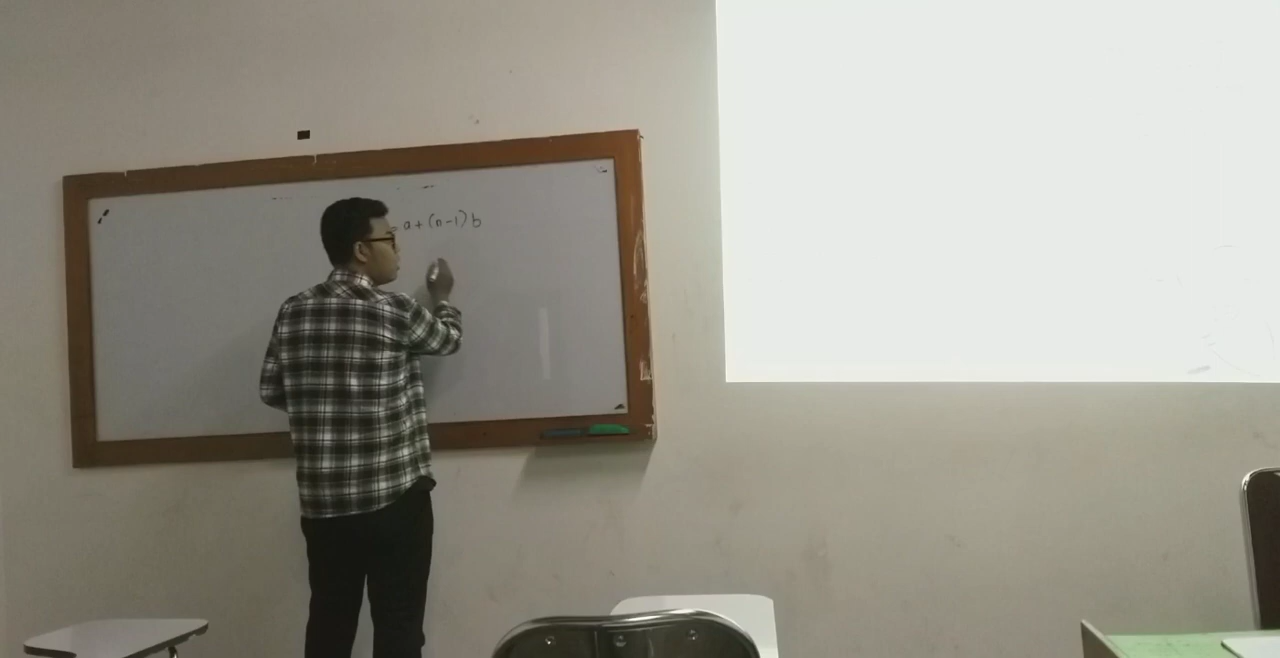 = a + (n-1) b